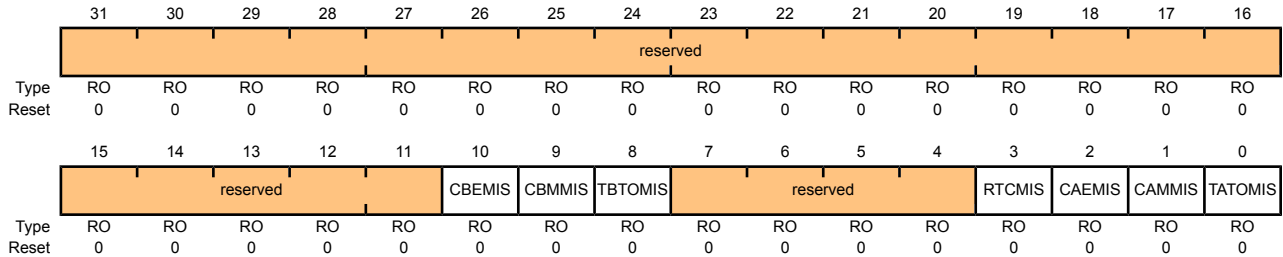 31 30 29 28 27 26 25 24 23 22 21 20 19 18 17 16
reserved
Type RO RO RO RO RO RO RO RO RO RO RO RO RO RO RO RO
Reset 0 0 0 0 0 0 0 0 0 0 0 0 0 0 0 0
15 14 13 12 11 10 9 8 7 6 5 4 3 2 1 0
reserved CBEMIS CBMMIS TBTOMIS reserved RTCMIS CAEMIS CAMMIS TATOMIS
Type RO RO RO RO RO RO RO RO RO RO RO RO RO RO RO RO
Reset 0 0 0 0 0 0 0 0 0 0 0 0 0 0 0 0